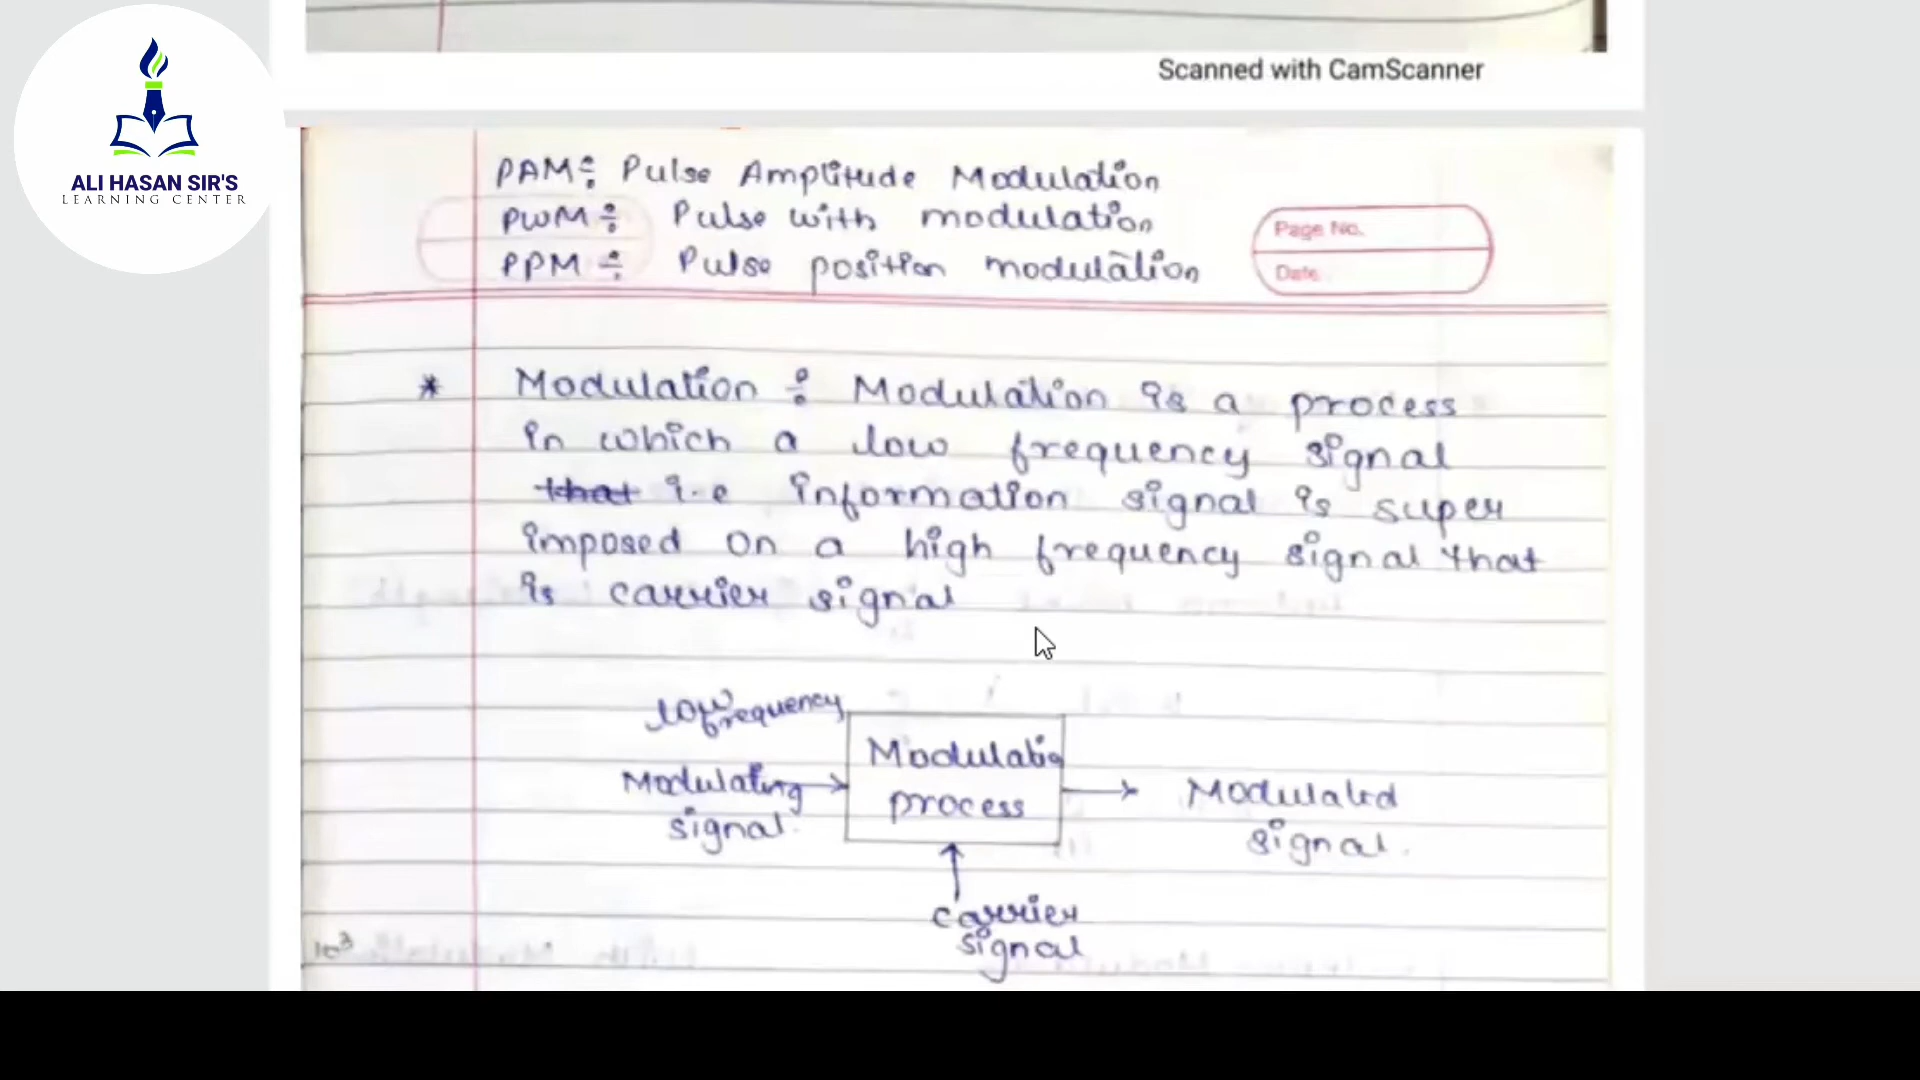 Scanned with CamScanner
ALI HASAN SIR'S
LEARNING CENTER
PAM÷ Pulse Amplitude Modulation
PWM ÷ Pulse with modulation
PPM ÷ Pulse position modulation
Page No.
Date
* Modulation ÷ Modulation is a process
in which a low frequency signal
that i.e information signal is super
imposed on a high frequency signal that
is carrier signal
low frequency
Modulating
signal.
Modulatio
process
Modulated
signal.
carrier
signal
10³